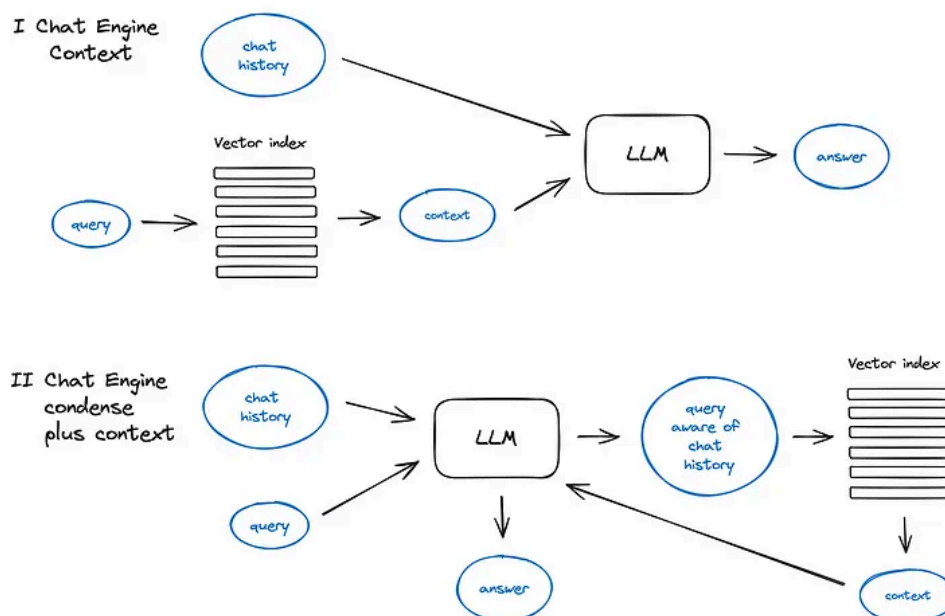 I Chat Engine
Context
chat
history
Vector index
query
context
LLM
answer
II Chat Engine
condense
plus context
chat
history
query
LLM
answer
query
aware of
chat
history
Vector index
context